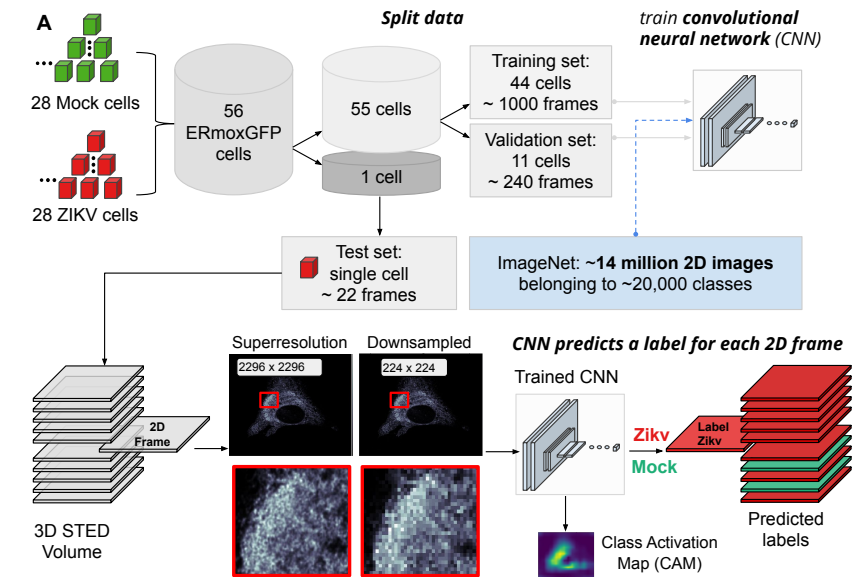 A
Split data
train convolutional
neural network (CNN)
28 Mock cells
28 ZIKV cells
56
ERmoxGFP
cells
55 cells
1 cell
Training set:
44 cells
~ 1000 frames
Validation set:
11 cells
~ 240 frames
Test set:
single cell
~ 22 frames
ImageNet: ~14 million 2D images
belonging to ~20,000 classes
CNN predicts a label for each 2D frame
Superresolution
Downsampled
2296 x 2296
224 x 224
Trained CNN
2D
Frame
Zikv
Mock
Label
Zikv
3D STED
Volume
Class Activation
Map (CAM)
Predicted
labels